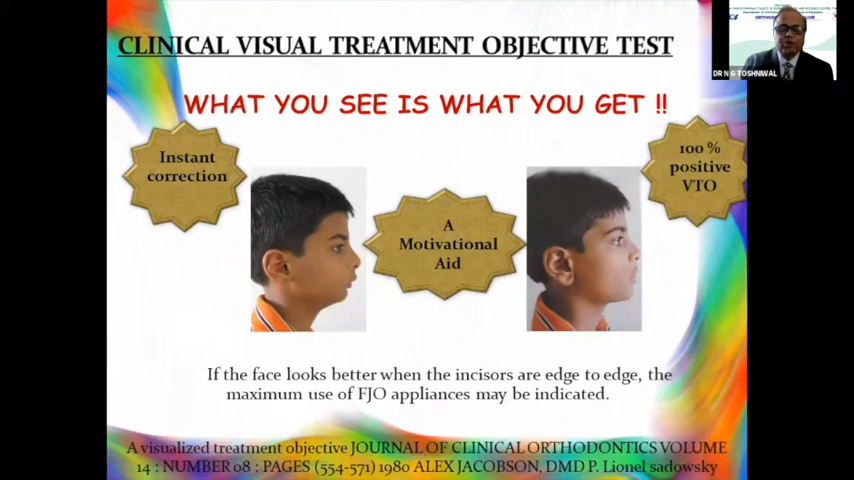 CLINICAL VISUAL TREATMENT OBJECTIVE TEST
WHAT YOU SEE IS WHAT YOU GET !!
Instant
correction
A
Motivational
Aid
100 %
positive
VTO
If the face looks better when the incisors are edge to edge, the
maximum use of FJO appliances may be indicated.
A visualized treatment objective JOURNAL OF CLINICAL ORTHODONTICS VOLUME
14 : NUMBER 08 : PAGES (554-571) 1980 ALEX JACOBSON, DMD P. Lionel sadowsky
DR N G TOSHNIWAL